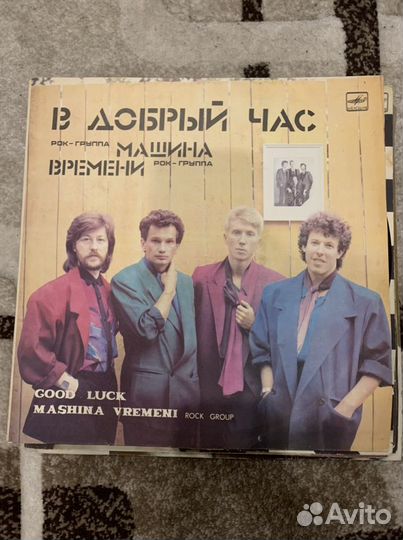 В ДОБРЫЙ ЧАС
РОК-ГРУППА МАШИНА
ВРЕМЕНИ РОК-ГРУППА
GOOD LUCK
MASHINA VREMENI ROCK GROUP
Avito